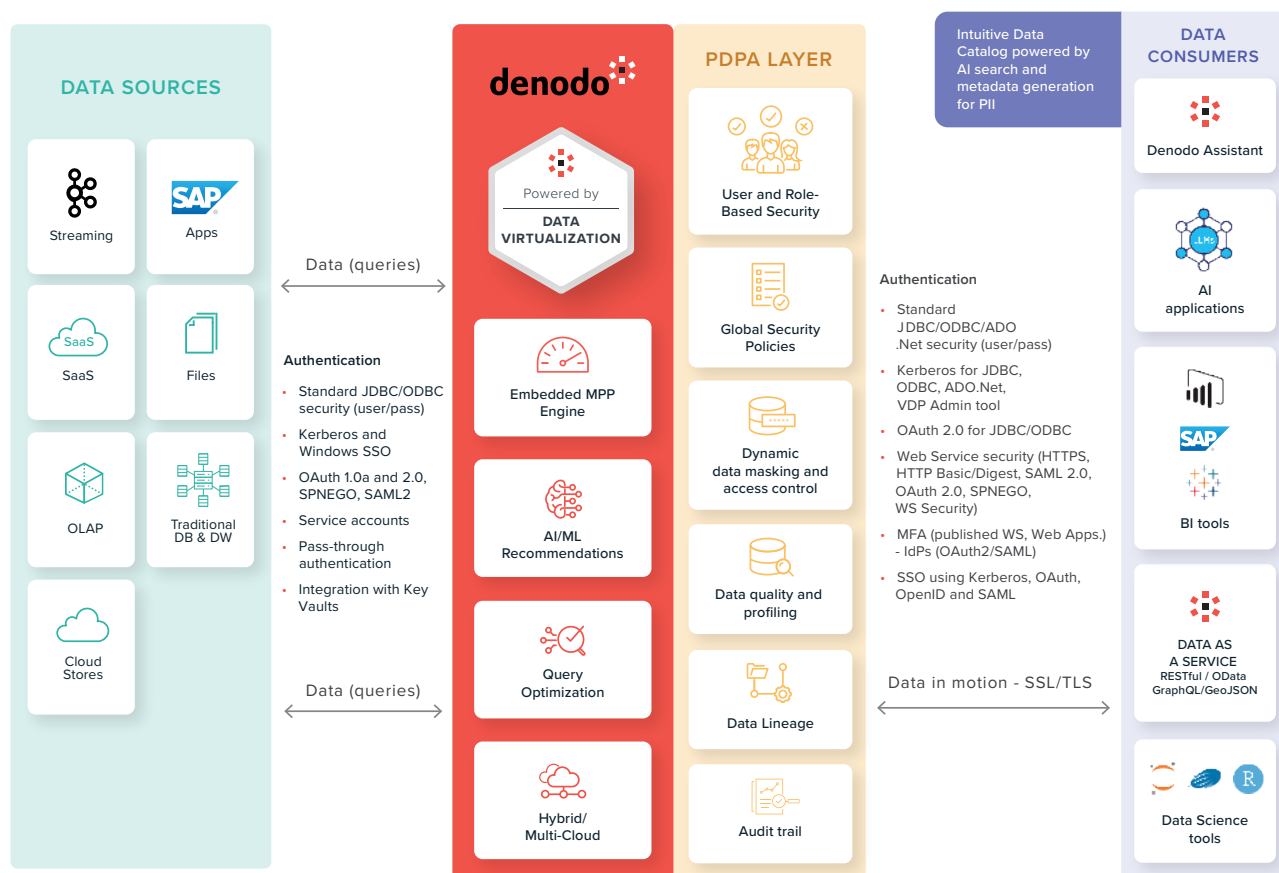 DATA SOURCES
Streaming
SAP
Apps
SaaS
SaaS
Files
OLAP
Traditional
DB & DW
Cloud
Stores
Data (queries)
Authentication
• Standard JDBC/ODBC
security (user/pass)
• Kerberos and
Windows SSO
• OAuth 1.0a and 2.0,
SPNEGO, SAML2
• Service accounts
• Pass-through
authentication
• Integration with Key
Vaults
Data (queries)
denodo
Powered by
DATA
VIRTUALIZATION
Embedded MPP
Engine
AI/ML
Recommendations
Query
Optimization
Hybrid/
Multi-Cloud
PDPA LAYER
User and Role-
Based Security
Global Security
Policies
Dynamic
data masking and
access control
Data quality and
profiling
Data Lineage
Audit trail
Intuitive Data
Catalog powered by
AI search and
metadata generation
for PII
Authentication
• Standard
JDBC/ODBC/ADO
.Net security (user/pass)
• Kerberos for JDBC,
ODBC, ADO.Net,
VDP Admin tool
• OAuth 2.0 for JDBC/ODBC
• Web Service security (HTTPS,
HTTP Basic/Digest, SAML 2.0,
OAuth 2.0, SPNEGO,
WS Security)
• MFA (published WS, Web Apps.)
- IdPs (OAuth2/SAML)
• SSO using Kerberos, OAuth,
OpenID and SAML
Data in motion - SSL/TLS
DATA
CONSUMERS
Denodo Assistant
LLMs
AI
applications
SAP
BI tools
DATA AS
A SERVICE
RESTful / OData
GraphQL/GeoJSON
R
Data Science
tools